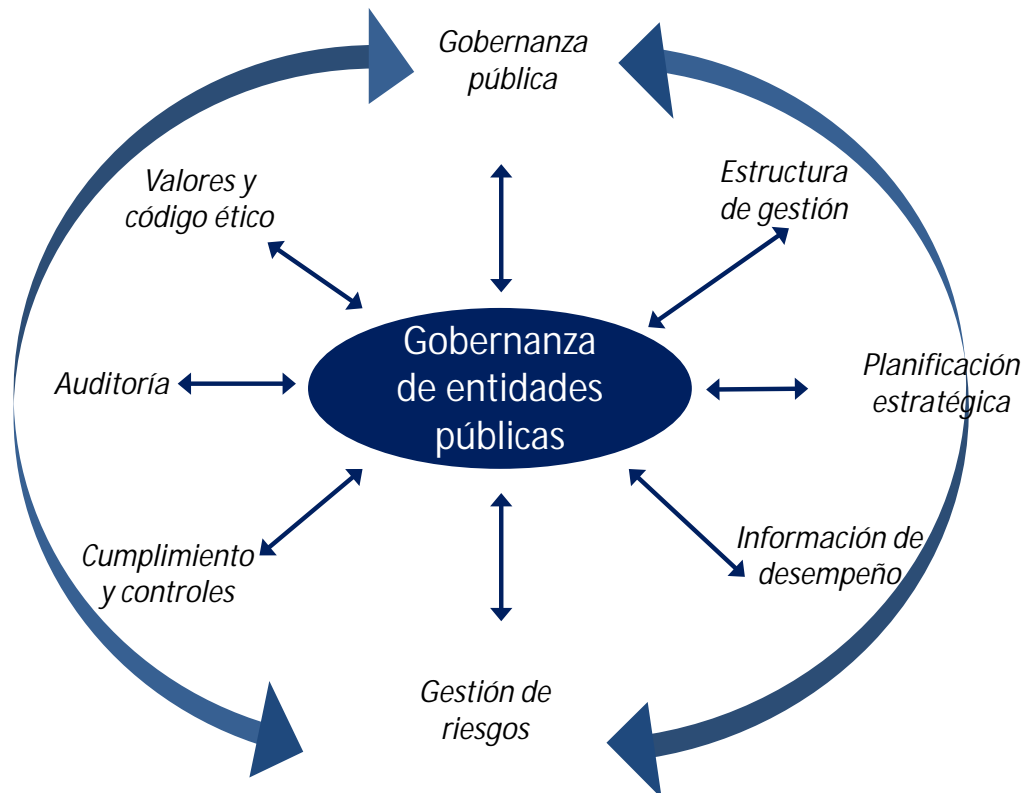 Gobernanza
pública
Valores y
código ético
Estructura
de gestión
Auditoría
Gobernanza
de entidades
públicas
Planificación
estratégica
Cumplimiento
y controles
Información de
desempeño
Gestión de
riesgos